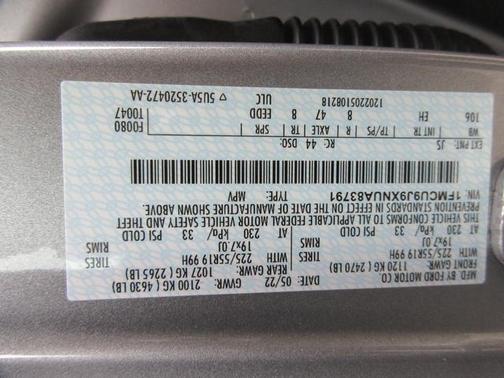 MFD. BY FORD MOTOR CO.
DATE: 05/22 GVWR: 2100 KG ( 4630 LB)
FRONT GAWR: 1120 KG ( 2470 LB) REAR GAWR: 1027 KG ( 2265 LB)
WITH 225/55R19 99H TIRES WITH 225/55R19 99H TIRES
19x7.0J RIMS 19x7.0J RIMS
230 kPa/ 33 PSI COLD 230 kPa/ 33 PSI COLD
THIS VEHICLE CONFORMS TO ALL APPLICABLE FEDERAL MOTOR VEHICLE SAFETY AND THEFT
PREVENTION STANDARDS IN EFFECT ON THE DATE OF MANUFACTURE SHOWN ABOVE.
VIN: 1FMCU9J9XNUA83791 TYPE: MPV
EXT PNT: JS RC: 44 DSO: F0080
WB INT TR TP/PS R AXLE TR SPR T0047
106 EH 8 47 8 EEDD
1202205108218 ULC ▽ 5U5A-3520472-AA